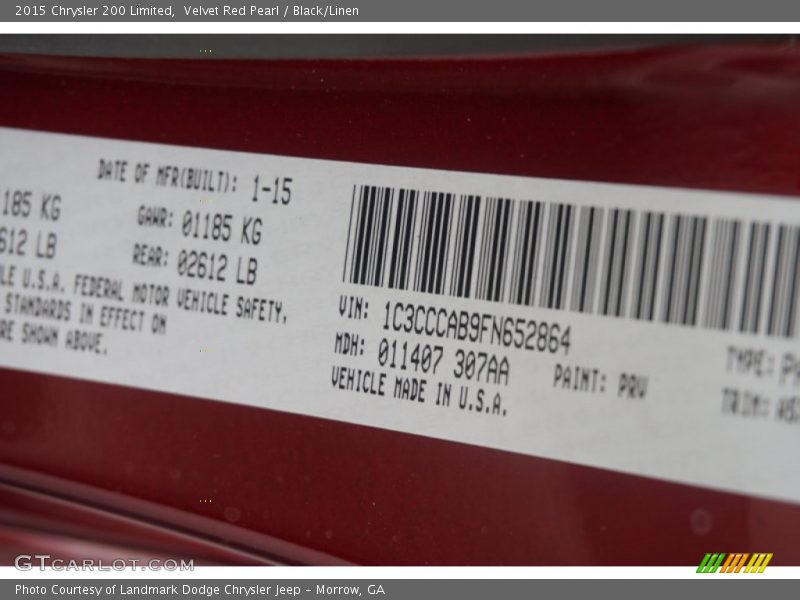 2015 Chrysler 200 Limited,  Velvet Red Pearl / Black/Linen
DATE OF MFR(BUILT): 1-15
185 KG
GAWR: 01185 KG
612 LB
REAR: 02612 LB
LE U.S.A. FEDERAL MOTOR VEHICLE SAFETY,
STANDARDS IN EFFECT ON
RE SHOWN ABOVE.
VIN: 1C3CCCAB9FN652864
MDH: 011407 307AA
PAINT: PRV
VEHICLE MADE IN U.S.A.
TYPE:
TRIM:
GTCARLOT.COM
Photo Courtesy of Landmark Dodge Chrysler Jeep – Morrow, GA